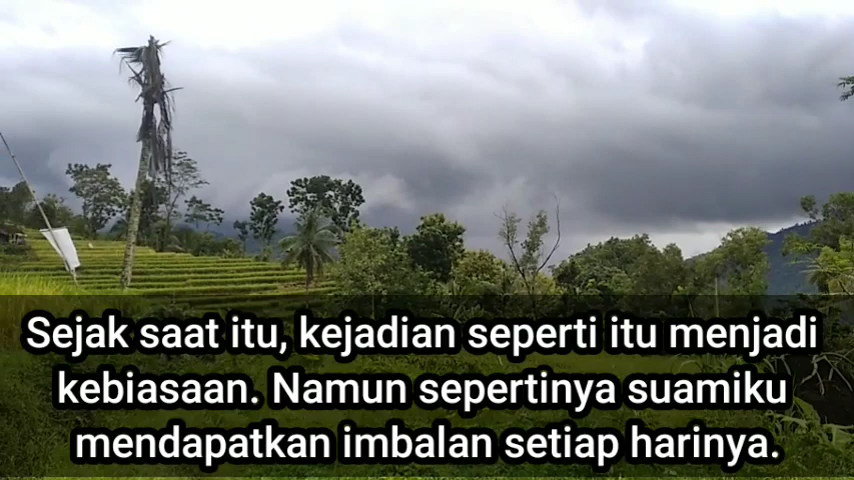 Sejak saat itu, kejadian seperti itu menjadi
kebiasaan. Namun sepertinya suamiku
mendapatkan imbalan setiap harinya.